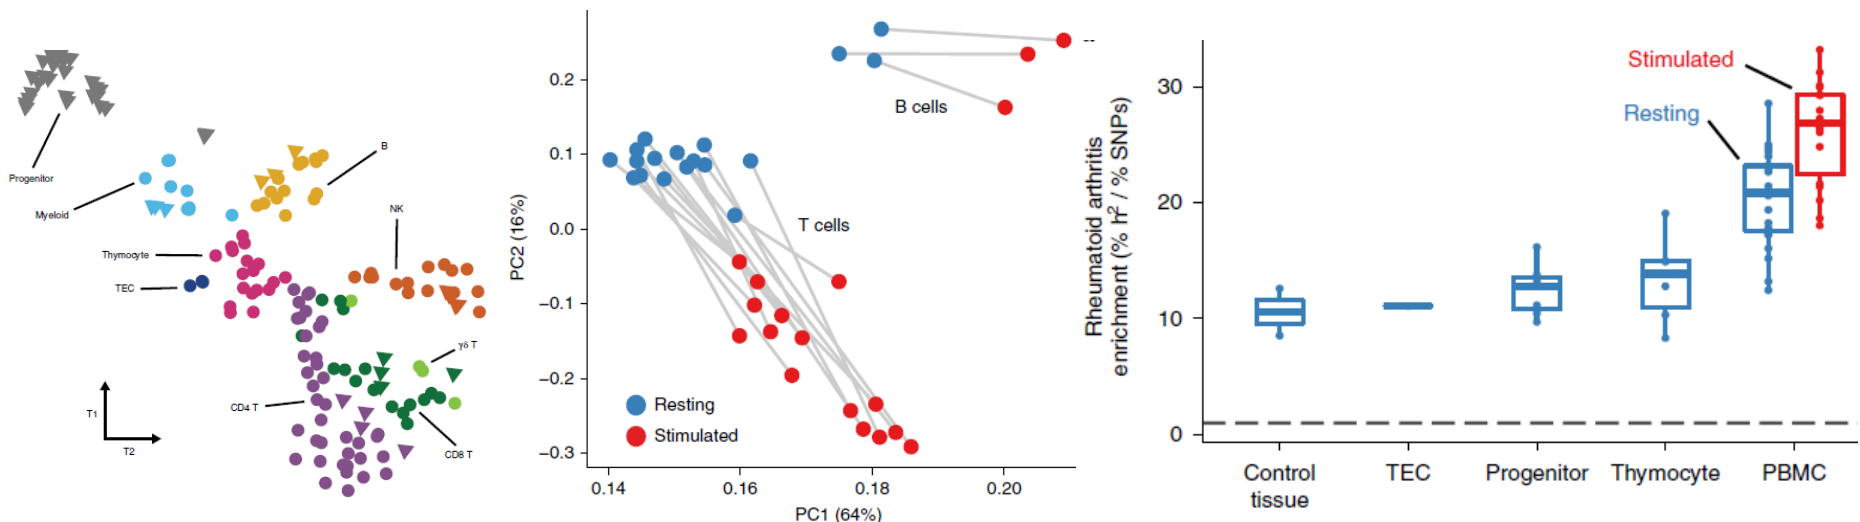 Progenitor
Myeloid
B
NK
Thymocyte
TEC
γδ T
CD4 T
CD8 T
T1
T2
PC2 (16%)
0.2
0.1
0.0
−0.1
−0.2
−0.3
B cells
T cells
Resting
Stimulated
0.14
0.16
0.18
0.20
PC1 (64%)
Rheumatoid arthritis
enrichment (% h² / % SNPs)
30
20
10
0
Stimulated
Resting
Control
tissue
TEC
Progenitor
Thymocyte
PBMC